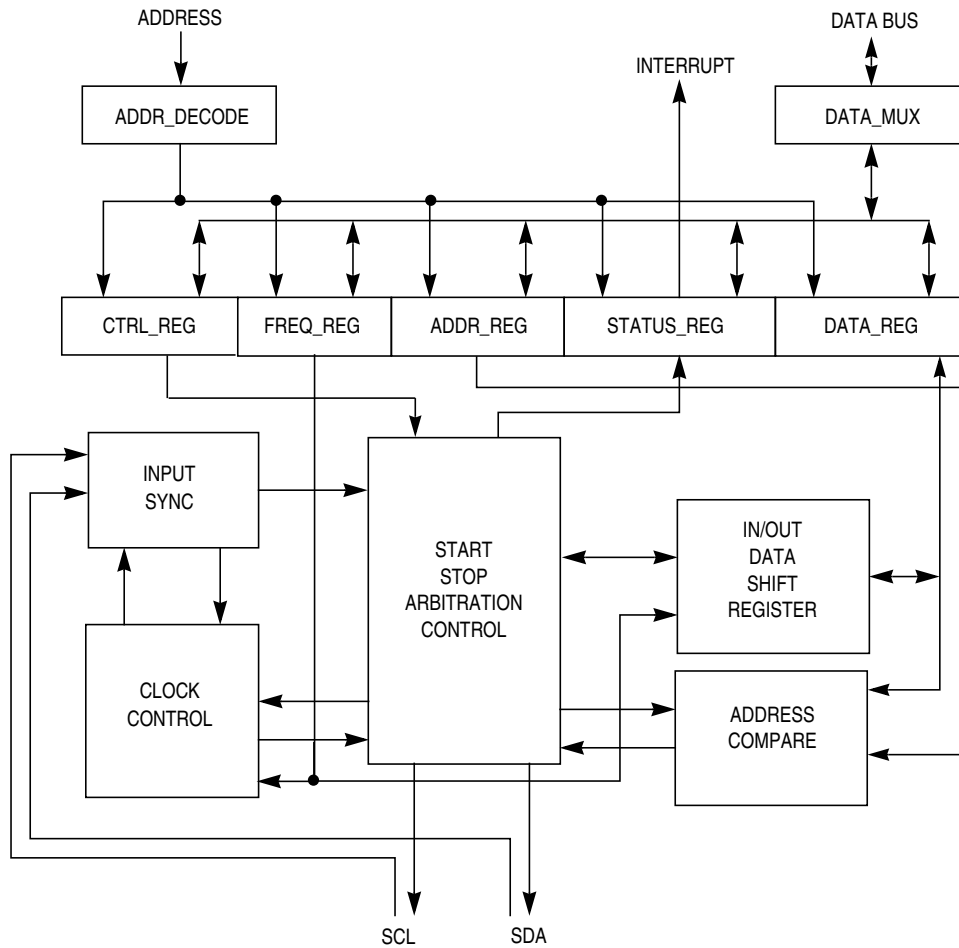 ADDRESS
DATA BUS
INTERRUPT
ADDR_DECODE
DATA_MUX
CTRL_REG
FREQ_REG
ADDR_REG
STATUS_REG
DATA_REG
INPUT
SYNC
START
STOP
ARBITRATION
CONTROL
IN/OUT
DATA
SHIFT
REGISTER
CLOCK
CONTROL
ADDRESS
COMPARE
SCL
SDA